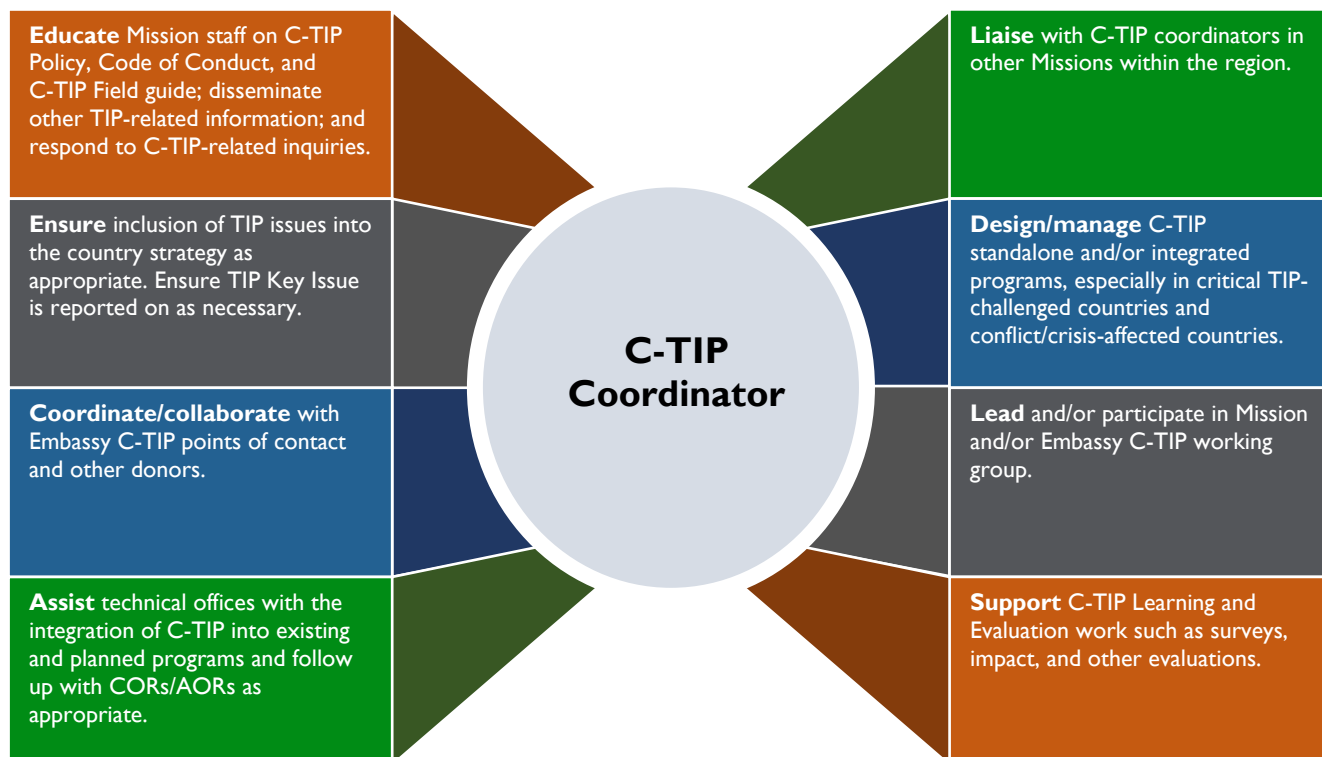 Educate Mission staff on C-TIP
Policy, Code of Conduct, and
C-TIP Field guide; disseminate
other TIP-related information; and
respond to C-TIP-related inquiries.
Ensure inclusion of TIP issues into
the country strategy as
appropriate. Ensure TIP Key Issue
is reported on as necessary.
Coordinate/collaborate with
Embassy C-TIP points of contact
and other donors.
Assist technical offices with the
integration of C-TIP into existing
and planned programs and follow
up with CORs/AORs as
appropriate.
C-TIP
Coordinator
Liaise with C-TIP coordinators in
other Missions within the region.
Design/manage C-TIP
standalone and/or integrated
programs, especially in critical TIP-
challenged countries and
conflict/crisis-affected countries.
Lead and/or participate in Mission
and/or Embassy C-TIP working
group.
Support C-TIP Learning and
Evaluation work such as surveys,
impact, and other evaluations.